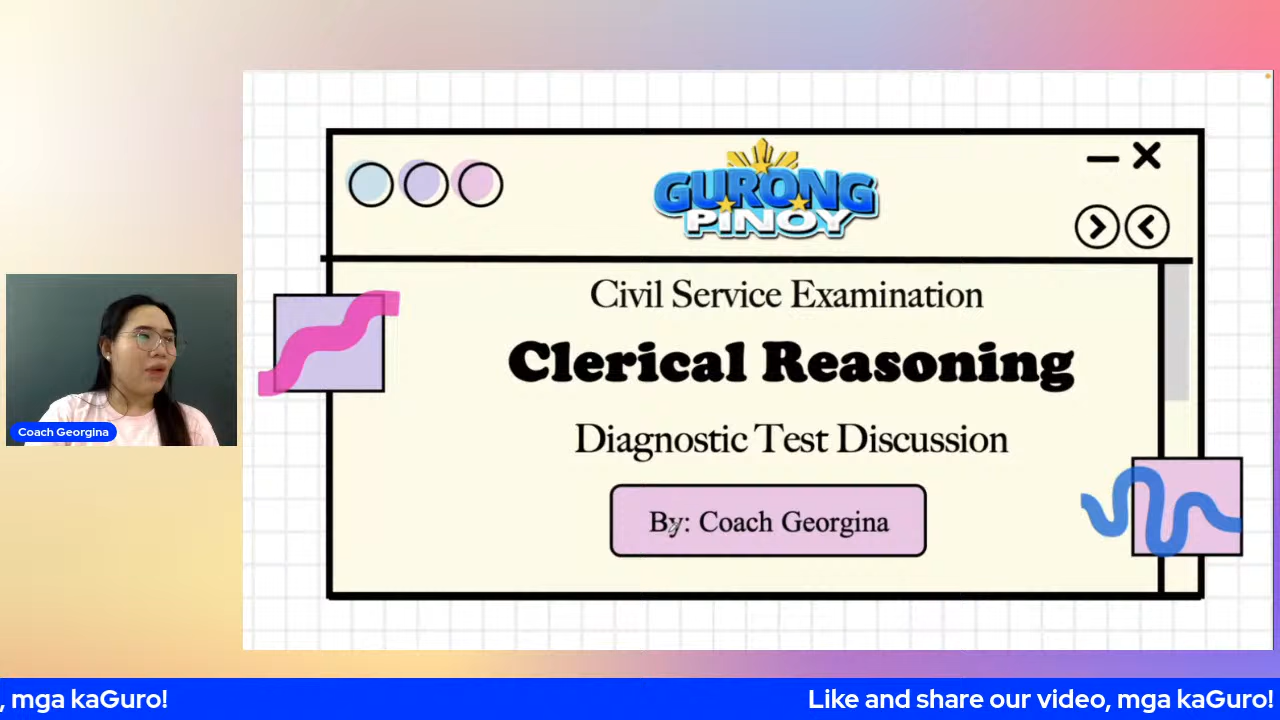 GURONG
PINOY
Civil Service Examination
Clerical Reasoning
Diagnostic Test Discussion
By: Coach Georgina
Coach Georgina
, mga kaGuro!
Like and share our video, mga kaGuro!